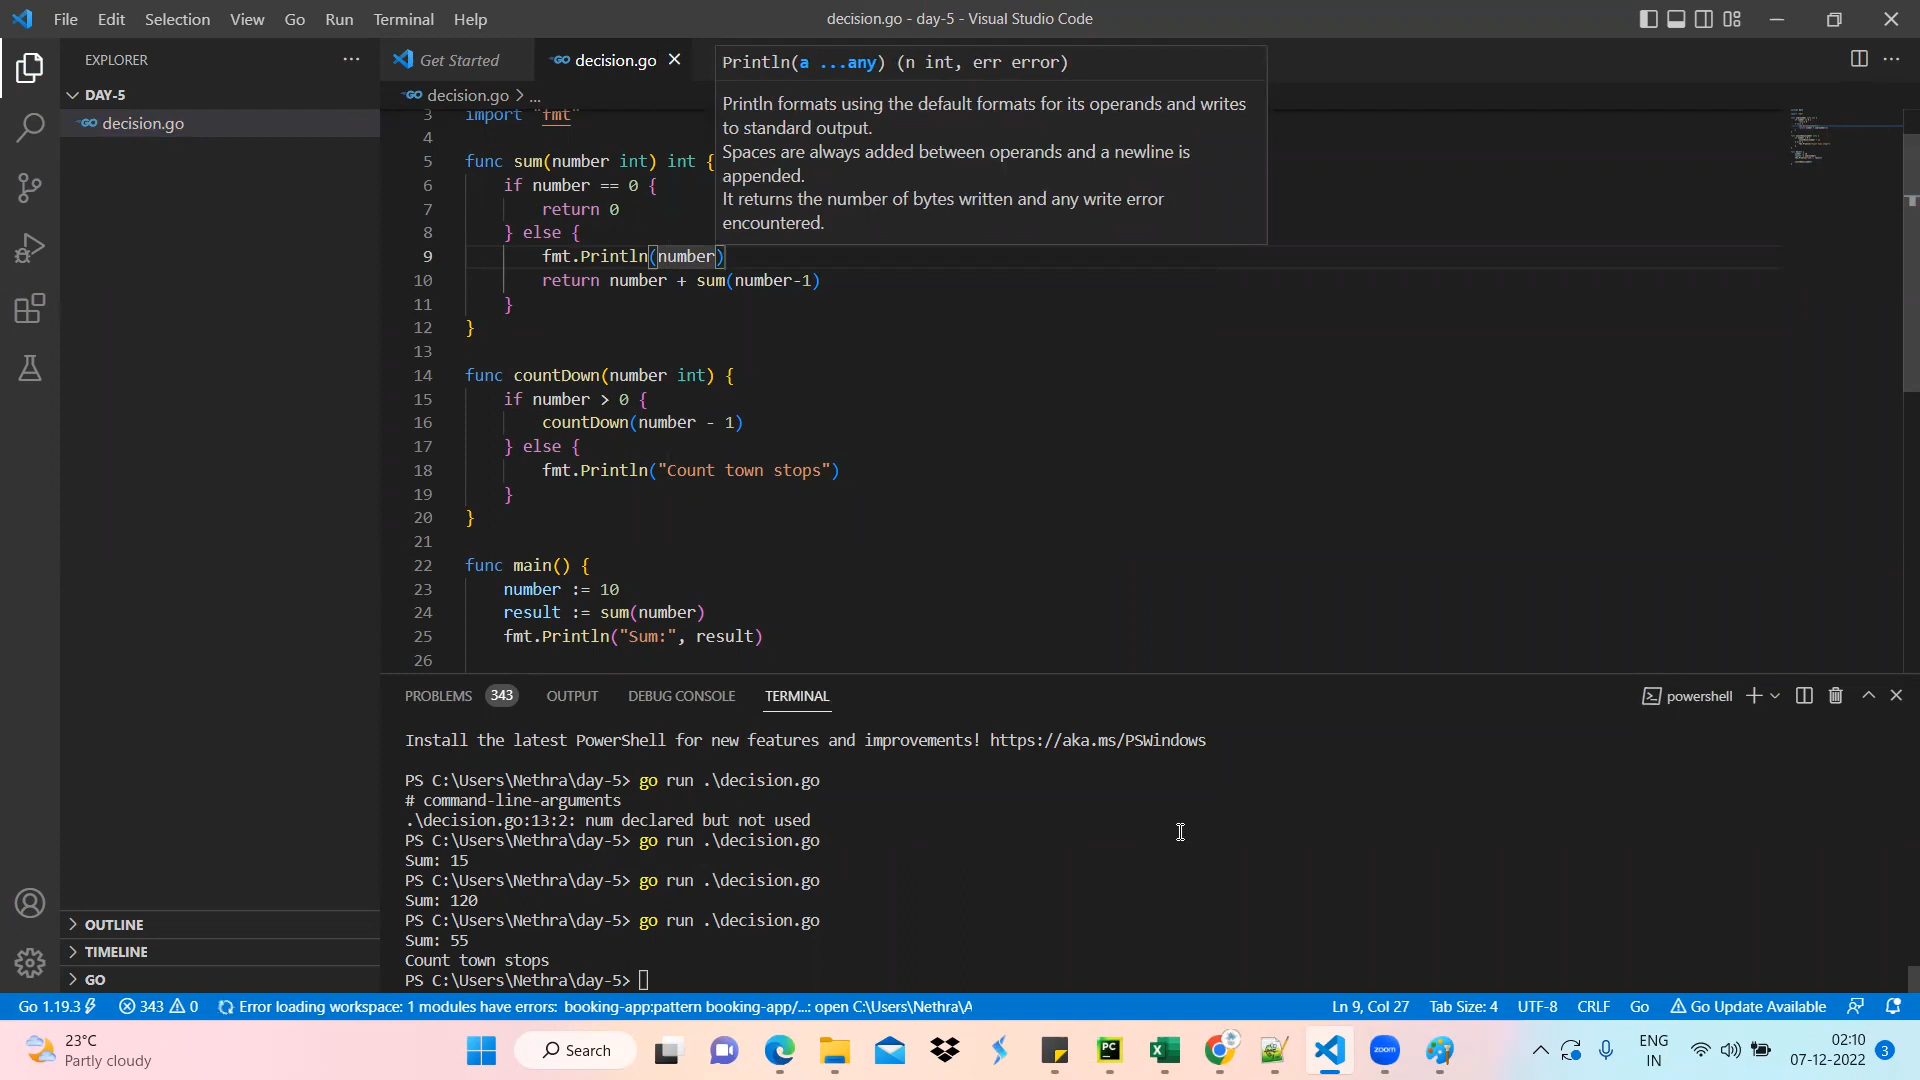 File Edit Selection View Go Run Terminal Help
decision.go - day-5 - Visual Studio Code
EXPLORER
DAY-5
decision.go
Get Started
decision.go
decision.go > ...
Println(a ...any) (n int, err error)
Println formats using the default formats for its operands and writes
to standard output.
Spaces are always added between operands and a newline is
appended.
It returns the number of bytes written and any write error
encountered.
3 import "fmt"
4
5 func sum(number int) int {
6 if number == 0 {
7 return 0
8 } else {
9 fmt.Println(number)
10 return number + sum(number-1)
11 }
12 }
13
14 func countDown(number int) {
15 if number > 0 {
16 countDown(number - 1)
17 } else {
18 fmt.Println("Count town stops")
19 }
20 }
21
22 func main() {
23 number := 10
24 result := sum(number)
25 fmt.Println("Sum:", result)
26
PROBLEMS 343 OUTPUT DEBUG CONSOLE TERMINAL
powershell
Install the latest PowerShell for new features and improvements! https://aka.ms/PSWindows
PS C:\Users\Nethra\day-5> go run .\decision.go
# command-line-arguments
.\decision.go:13:2: num declared but not used
PS C:\Users\Nethra\day-5> go run .\decision.go
Sum: 15
PS C:\Users\Nethra\day-5> go run .\decision.go
Sum: 120
PS C:\Users\Nethra\day-5> go run .\decision.go
Sum: 55
Count town stops
PS C:\Users\Nethra\day-5>
OUTLINE
TIMELINE
GO
Go 1.19.3 343 0 Error loading workspace: 1 modules have errors: booking-app:pattern booking-app/...: open C:\Users\Nethra\A
Ln 9, Col 27 Tab Size: 4 UTF-8 CRLF Go Go Update Available
23°C
Partly cloudy
Search
PC
zoom
ENG
IN
02:10
07-12-2022
3